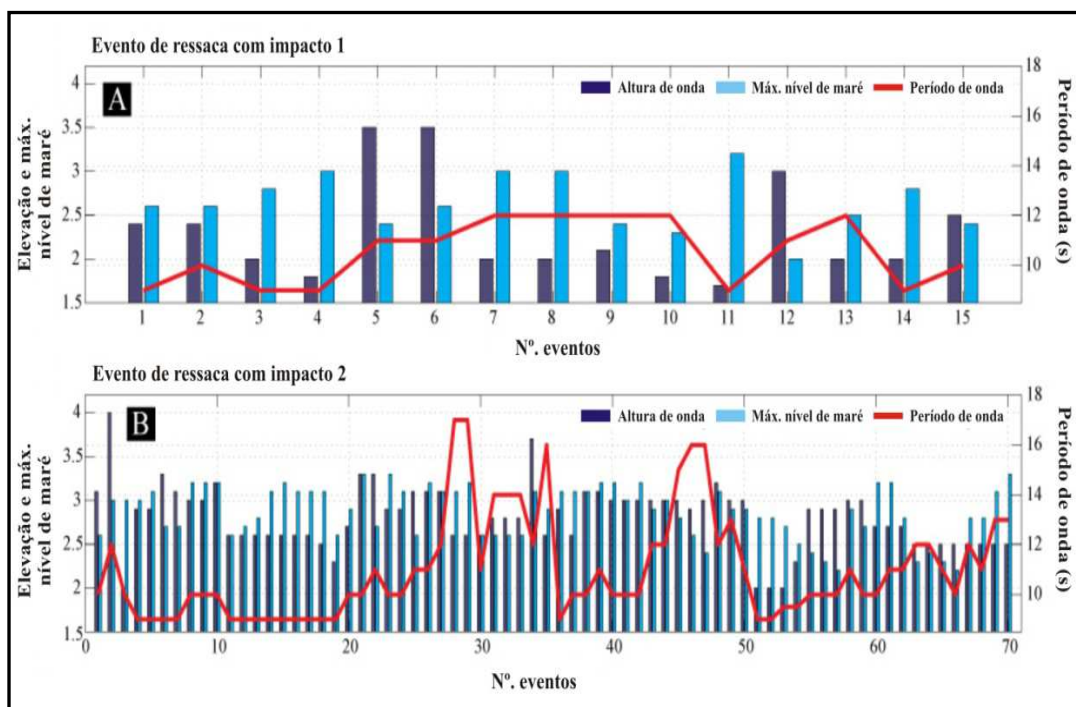 Evento de ressaca com impacto 1
A
Altura de onda Máx. nível de maré Período de onda
Elevação e máx.
nível de maré
4
3.5
3
2.5
2
1.5
18
16
14
12
10
Período de onda (s)
1 2 3 4 5 6 7 8 9 10 11 12 13 14 15
Nº. eventos
Evento de ressaca com impacto 2
B
Altura de onda Máx. nível de maré Período de onda
Elevação e máx.
nível de maré
4
3.5
3
2.5
2
1.5
18
16
14
12
10
Período de onda (s)
0 10 20 30 40 50 60 70
Nº. eventos